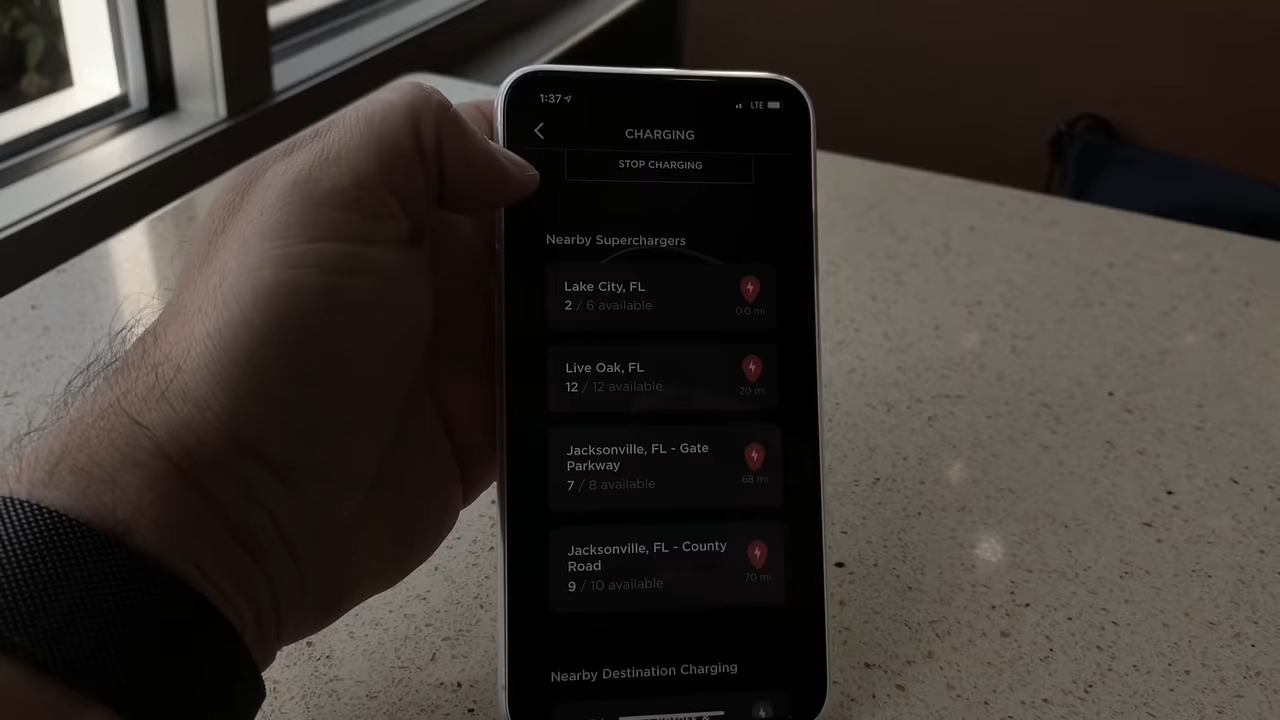 1:37 LTE
CHARGING
STOP CHARGING
Nearby Superchargers
Lake City, FL
2 / 6 available
0.0 mi
Live Oak, FL
12 / 12 available
20 mi
Jacksonville, FL - Gate
Parkway
7 / 8 available
68 mi
Jacksonville, FL - County
Road
9 / 10 available
70 mi
Nearby Destination Charging